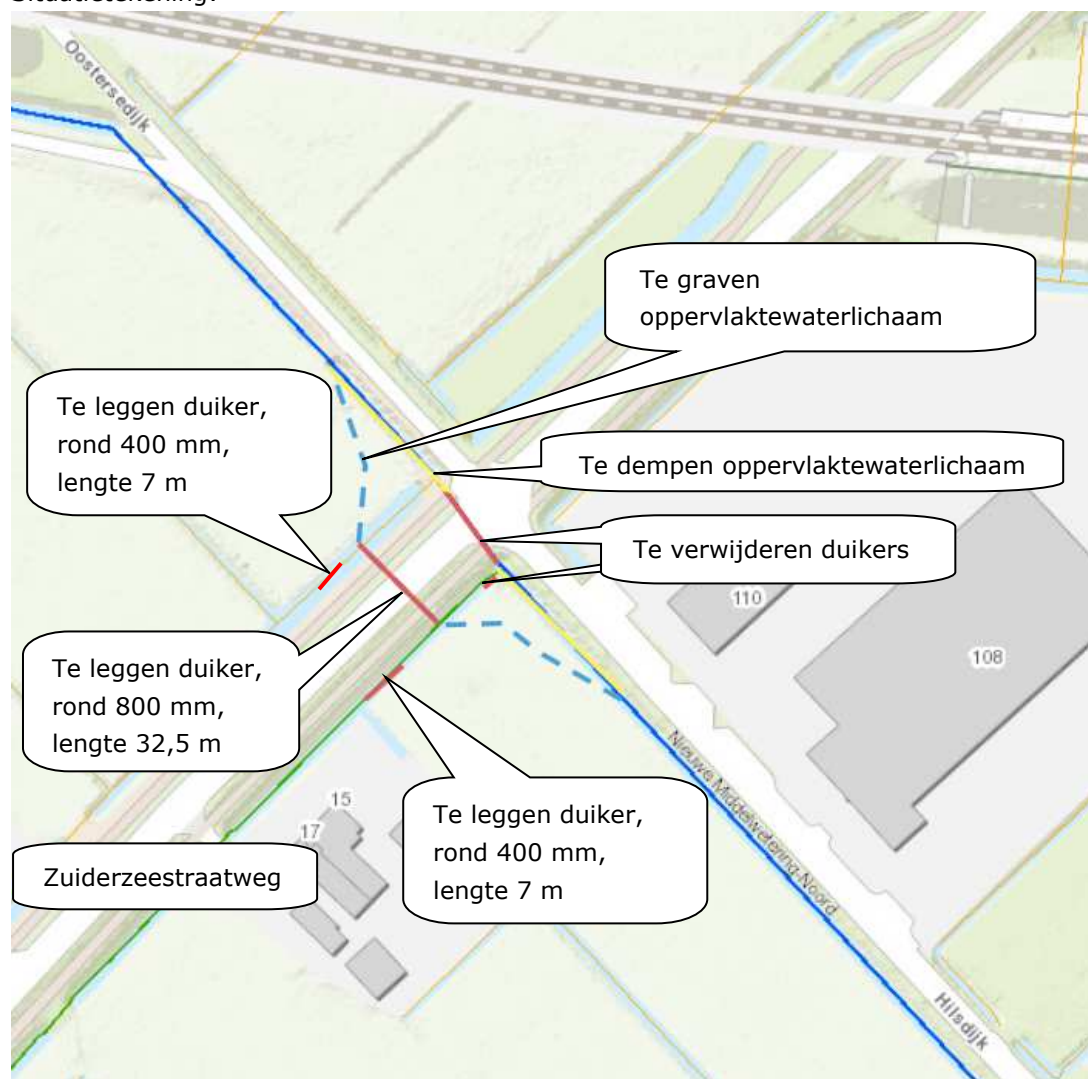 Oostersedijk
Te graven
oppervlaktewaterlichaam
Te leggen duiker,
rond 400 mm,
lengte 7 m
Te dempen oppervlaktewaterlichaam
Te verwijderen duikers
110
108
Te leggen duiker,
rond 800 mm,
lengte 32,5 m
Nieuwe Middelwetering-Noord
15
17
Te leggen duiker,
rond 400 mm,
lengte 7 m
Zuiderzeestraatweg
Hilsdijk